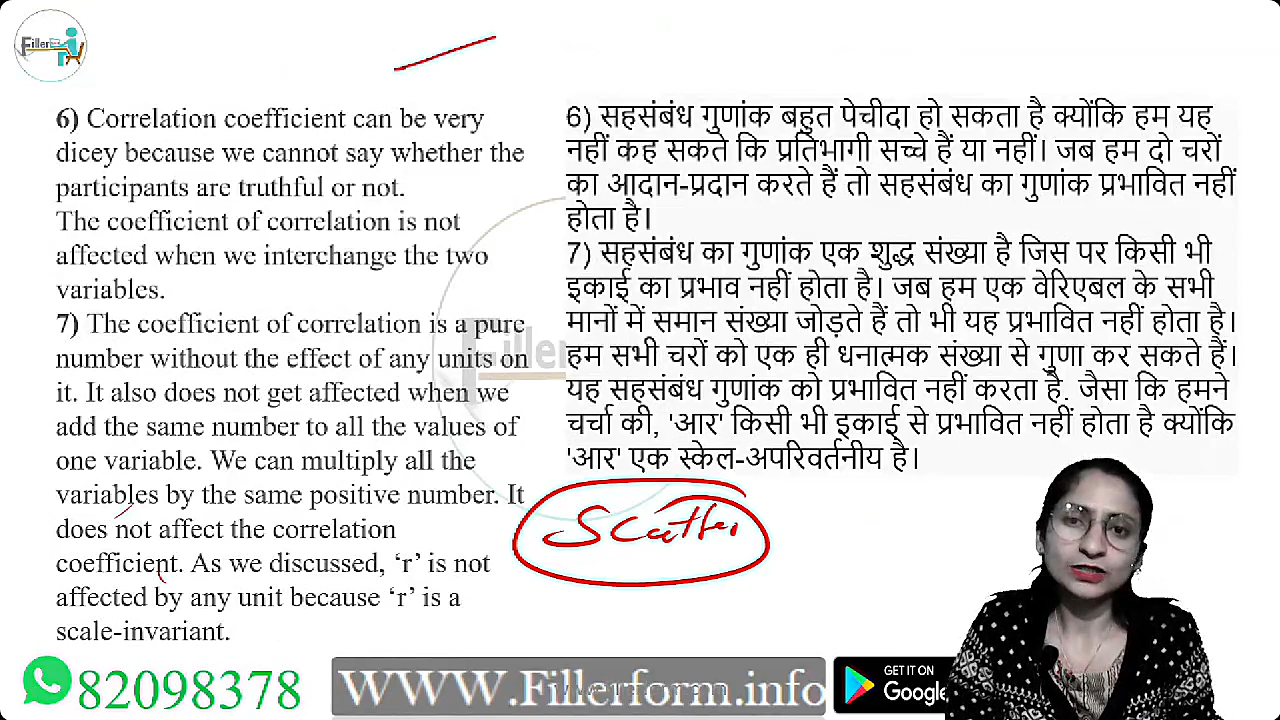 Fillerform
6) Correlation coefficient can be very
dicey because we cannot say whether the
participants are truthful or not.
The coefficient of correlation is not
affected when we interchange the two
variables.
7) The coefficient of correlation is a pure
number without the effect of any units on
it. It also does not get affected when we
add the same number to all the values of
one variable. We can multiply all the
variables by the same positive number. It
does not affect the correlation
coefficient. As we discussed, ‘r’ is not
affected by any unit because ‘r’ is a
scale-invariant.
6) सहसंबंध गुणांक बहुत पेचीदा हो सकता है क्योंकि हम यह
नहीं कह सकते कि प्रतिभागी सच्चे हैं या नहीं। जब हम दो चरों
का आदान-प्रदान करते हैं तो सहसंबंध का गुणांक प्रभावित नहीं
होता है।
7) सहसंबंध का गुणांक एक शुद्ध संख्या है जिस पर किसी भी
इकाई का प्रभाव नहीं होता है। जब हम एक वेरिएबल के सभी
मानों में समान संख्या जोड़ते हैं तो भी यह प्रभावित नहीं होता है।
हम सभी चरों को एक ही धनात्मक संख्या से गुणा कर सकते हैं।
यह सहसंबंध गुणांक को प्रभावित नहीं करता है. जैसा कि हमने
चर्चा की, 'आर' किसी भी इकाई से प्रभावित नहीं होता है क्योंकि
'आर' एक स्केल-अपरिवर्तनीय है।
Scatter
82098378
WWW.Fillerform.info
GET IT ON
Google